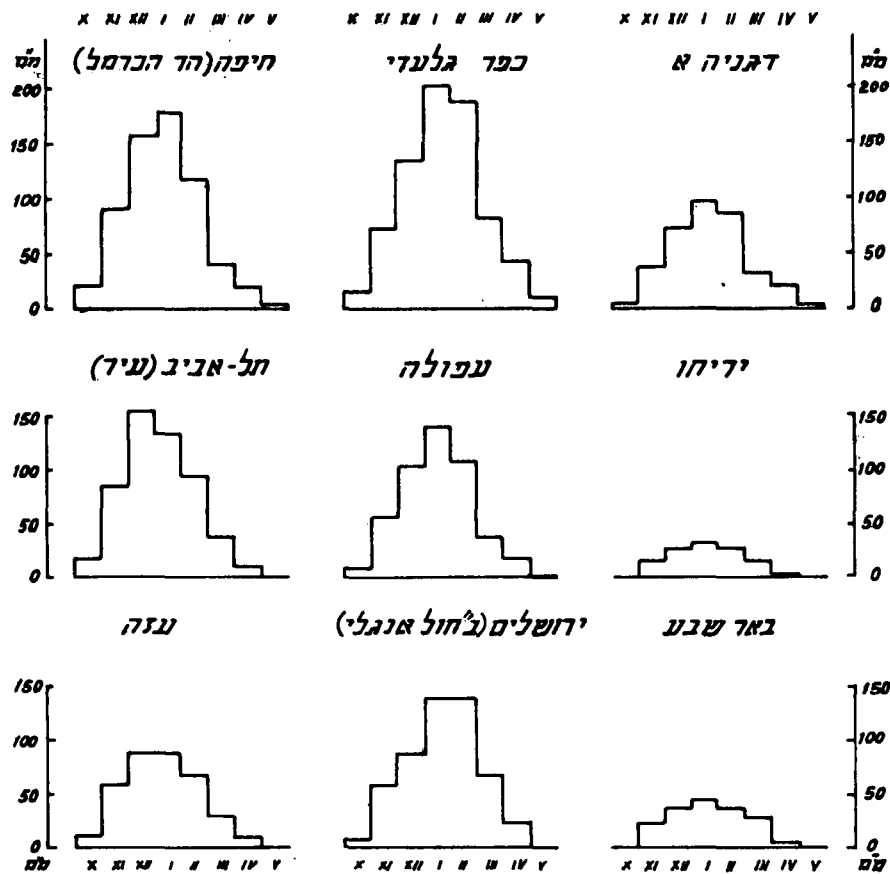 X XI XII I II III IV V X XI XII I II III IV V X XI XII I II III IV V
מ"מ חיפה (הר הכרמל) כפר גלעדי דגניה א מ"מ
200 200
150 150
100 100
50 50
0 0
תל-אביב (עיר) עפולה יריחו
150 150
100 100
50 50
0 0
עזה ירושלים (ב"חול אנגלי) באר שבע
150 150
100 100
50 50
0 0
מ"מ X XI XII I II III IV V X XI XII I II III IV V X XI XII I II III IV V מ"מ